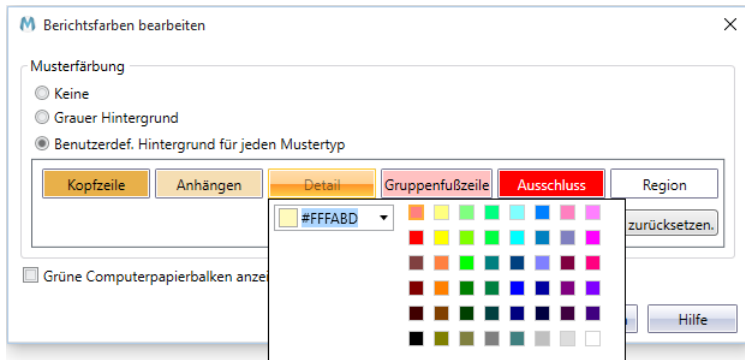 Berichtsfarben bearbeiten
Musterfärbung
Keine
Grauer Hintergrund
Benutzerdef. Hintergrund für jeden Mustertyp
Kopfzeile Anhängen Detail Gruppenfußzeile Ausschluss Region
#FFFABD
zurücksetzen.
Grüne Computerpapierbalken anzei
Hilfe